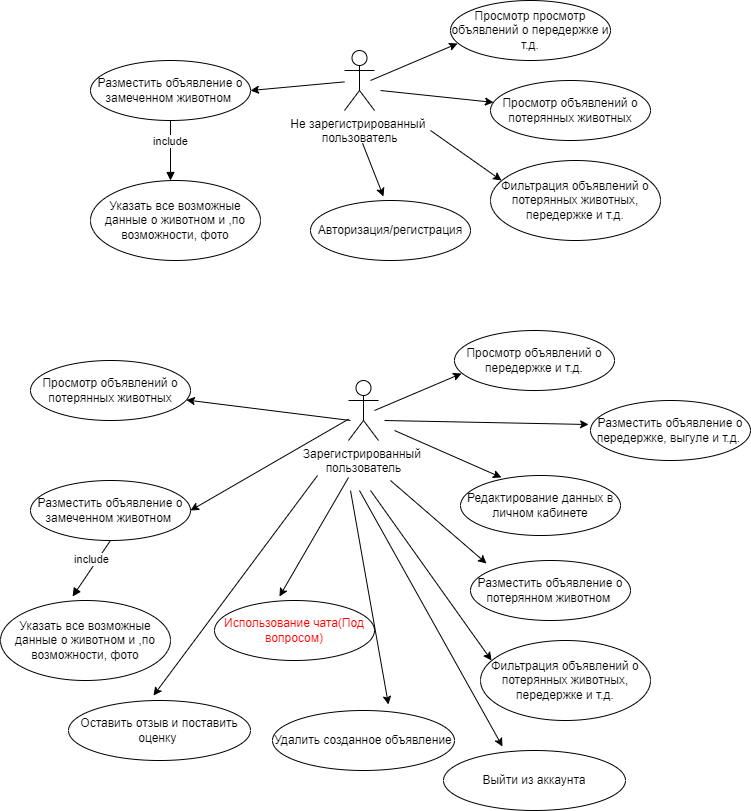 Просмотр просмотр
объявлений о передержке и
т.д.
Разместить объявление о
замеченном животном
Просмотр объявлений о
потерянных животных
Не зарегистрированный
пользователь
include
Фильтрация объявлений о
потерянных животных,
передержке и т.д.
Указать все возможные
данные о животном и ,по
возможности, фото
Авторизация/регистрация
Просмотр объявлений о
передержке и т.д.
Просмотр объявлений о
потерянных животных
Разместить объявление о
передержке, выгуле и т.д.
Зарегистрированный
пользователь
Разместить объявление о
замеченном животном
Редактирование данных в
личном кабинете
include
Разместить объявление о
потерянном животном
Указать все возможные
данные о животном и ,по
возможности, фото
Использование чата(Под
вопросом)
Фильтрация объявлений о
потерянных животных,
передержке и т.д.
Оставить отзыв и поставить
оценку
Удалить созданное объявление
Выйти из аккаунта